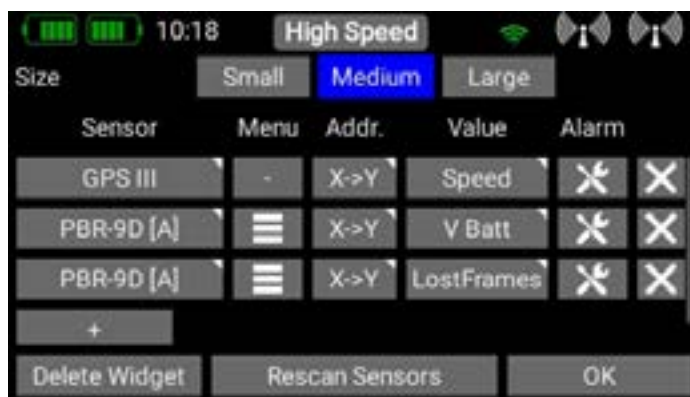 10:18 High Speed
Size Small Medium Large
Sensor Menu Addr. Value Alarm
GPS III - X->Y Speed
PBR-9D [A] X->Y V Batt
PBR-9D [A] X->Y LostFrames
+
Delete Widget Rescan Sensors OK